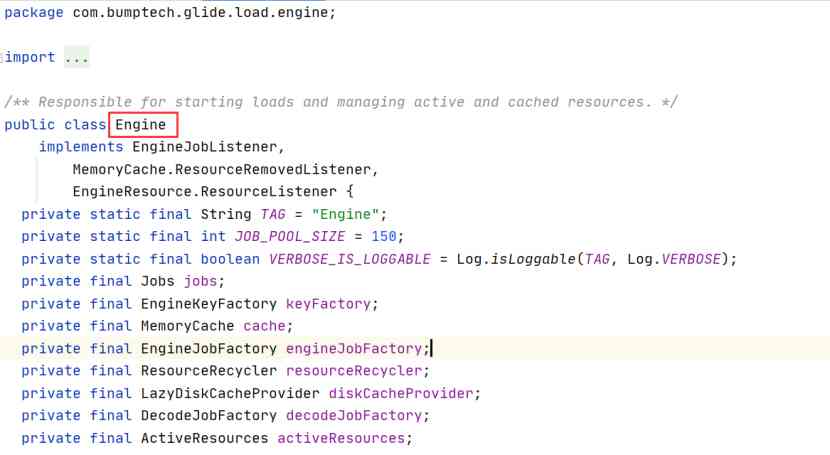 package com.bumptech.glide.load.engine;
import ...
/** Responsible for starting loads and managing active and cached resources. */
public class Engine
implements EngineJobListener,
MemoryCache.ResourceRemovedListener,
EngineResource.ResourceListener {
private static final String TAG = "Engine";
private static final int JOB_POOL_SIZE = 150;
private static final boolean VERBOSE_IS_LOGGABLE = Log.isLoggable(TAG, Log.VERBOSE);
private final Jobs jobs;
private final EngineKeyFactory keyFactory;
private final MemoryCache cache;
private final EngineJobFactory engineJobFactory;
private final ResourceRecycler resourceRecycler;
private final LazyDiskCacheProvider diskCacheProvider;
private final DecodeJobFactory decodeJobFactory;
private final ActiveResources activeResources;